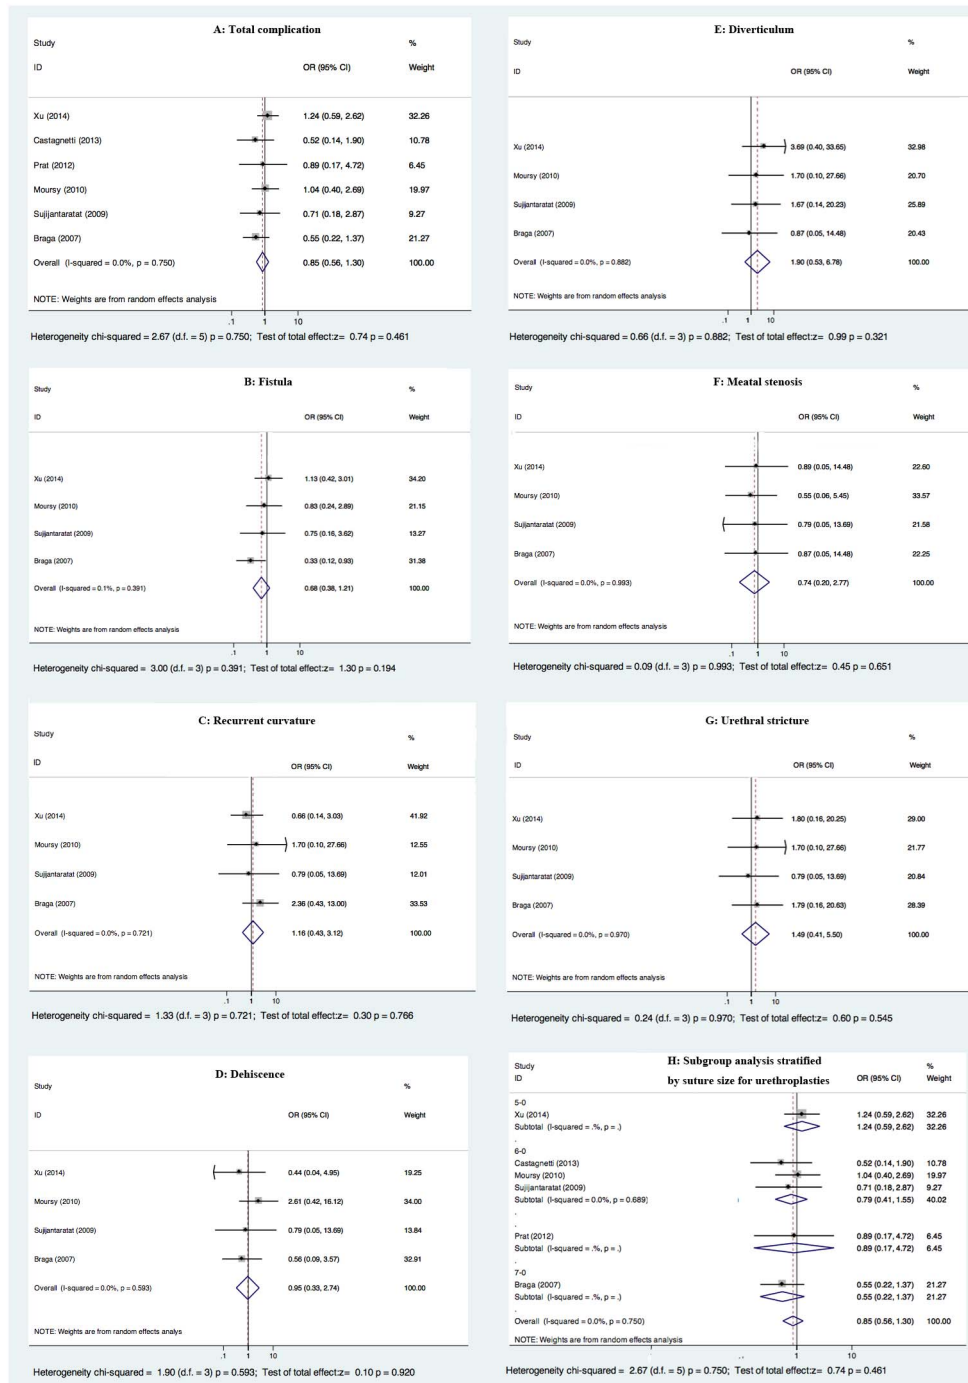 A: Total complication
Study %
ID OR (95% CI) Weight
Xu (2014) 1.24 (0.59, 2.62) 32.26
Castagnetti (2013) 0.52 (0.14, 1.90) 10.78
Prat (2012) 0.89 (0.17, 4.72) 6.45
Moursy (2010) 1.04 (0.40, 2.69) 19.97
Sujijantaratat (2009) 0.71 (0.18, 2.87) 9.27
Braga (2007) 0.55 (0.22, 1.37) 21.27
Overall (I-squared = 0.0%, p = 0.750) 0.85 (0.56, 1.30) 100.00
NOTE: Weights are from random effects analysis
.1 1 10
Heterogeneity chi-squared = 2.67 (d.f. = 5) p = 0.750; Test of total effect:z= 0.74 p = 0.461
B: Fistula
Study %
ID OR (95% CI) Weight
Xu (2014) 1.13 (0.42, 3.01) 34.20
Moursy (2010) 0.83 (0.24, 2.89) 21.15
Sujijantaratat (2009) 0.75 (0.16, 3.62) 13.27
Braga (2007) 0.33 (0.12, 0.93) 31.38
Overall (I-squared = 0.1%, p = 0.391) 0.68 (0.38, 1.21) 100.00
NOTE: Weights are from random effects analysis
.1 1 10
Heterogeneity chi-squared = 3.00 (d.f. = 3) p = 0.391; Test of total effect:z= 1.30 p = 0.194
C: Recurrent curvature
Study %
ID OR (95% CI) Weight
Xu (2014) 0.66 (0.14, 3.03) 41.92
Moursy (2010) 1.70 (0.10, 27.66) 12.55
Sujijantaratat (2009) 0.79 (0.05, 13.69) 12.01
Braga (2007) 2.36 (0.43, 13.00) 33.53
Overall (I-squared = 0.0%, p = 0.721) 1.16 (0.43, 3.12) 100.00
NOTE: Weights are from random effects analysis
.1 1 10
Heterogeneity chi-squared = 1.33 (d.f. = 3) p = 0.721; Test of total effect:z= 0.30 p = 0.766
D: Dehiscence
Study %
ID OR (95% CI) Weight
Xu (2014) 0.44 (0.04, 4.95) 19.25
Moursy (2010) 2.61 (0.42, 16.12) 34.00
Sujijantaratat (2009) 0.79 (0.05, 13.69) 13.84
Braga (2007) 0.56 (0.09, 3.57) 32.91
Overall (I-squared = 0.0%, p = 0.593) 0.95 (0.33, 2.74) 100.00
NOTE: Weights are from random effects analys
.1 1 10
Heterogeneity chi-squared = 1.90 (d.f. = 3) p = 0.593; Test of total effect:z= 0.10 p = 0.920
E: Diverticulum
Study %
ID OR (95% CI) Weight
Xu (2014) 3.69 (0.40, 33.65) 32.98
Moursy (2010) 1.70 (0.10, 27.66) 20.70
Sujijantaratat (2009) 1.67 (0.14, 20.23) 25.89
Braga (2007) 0.87 (0.05, 14.48) 20.43
Overall (I-squared = 0.0%, p = 0.882) 1.90 (0.53, 6.78) 100.00
NOTE: Weights are from random effects analysis
.1 1 10
Heterogeneity chi-squared = 0.66 (d.f. = 3) p = 0.882; Test of total effect:z= 0.99 p = 0.321
F: Meatal stenosis
Study %
ID OR (95% CI) Weight
Xu (2014) 0.89 (0.05, 14.48) 22.60
Moursy (2010) 0.55 (0.06, 5.45) 33.57
Sujijantaratat (2009) 0.79 (0.05, 13.69) 21.58
Braga (2007) 0.87 (0.05, 14.48) 22.25
Overall (I-squared = 0.0%, p = 0.993) 0.74 (0.20, 2.77) 100.00
NOTE: Weights are from random effects analysis
.1 1 10
Heterogeneity chi-squared = 0.09 (d.f. = 3) p = 0.993; Test of total effect:z= 0.45 p = 0.651
G: Urethral stricture
Study %
ID OR (95% CI) Weight
Xu (2014) 1.80 (0.16, 20.25) 29.00
Moursy (2010) 1.70 (0.10, 27.66) 21.77
Sujijantaratat (2009) 0.79 (0.05, 13.69) 20.84
Braga (2007) 1.79 (0.16, 20.63) 28.39
Overall (I-squared = 0.0%, p = 0.970) 1.49 (0.41, 5.50) 100.00
NOTE: Weights are from random effects analysis
.1 1 10
Heterogeneity chi-squared = 0.24 (d.f. = 3) p = 0.970; Test of total effect:z= 0.60 p = 0.545
H: Subgroup analysis stratified
by suture size for urethroplasties
Study %
ID OR (95% CI) Weight
5-0
Xu (2014) 1.24 (0.59, 2.62) 32.26
Subtotal (I-squared = .%, p = .) 1.24 (0.59, 2.62) 32.26
.
6-0
Castagnetti (2013) 0.52 (0.14, 1.90) 10.78
Moursy (2010) 1.04 (0.40, 2.69) 19.97
Sujijantaratat (2009) 0.71 (0.18, 2.87) 9.27
Subtotal (I-squared = 0.0%, p = 0.689) 0.79 (0.41, 1.55) 40.02
.
.
Prat (2012) 0.89 (0.17, 4.72) 6.45
Subtotal (I-squared = .%, p = .) 0.89 (0.17, 4.72) 6.45
.
7-0
Braga (2007) 0.55 (0.22, 1.37) 21.27
Subtotal (I-squared = .%, p = .) 0.55 (0.22, 1.37) 21.27
.
Overall (I-squared = 0.0%, p = 0.750) 0.85 (0.56, 1.30) 100.00
NOTE: Weights are from random effects analysis
1 10
Heterogeneity chi-squared = 2.67 (d.f. = 5) p = 0.750; Test of total effect:z= 0.74 p = 0.461